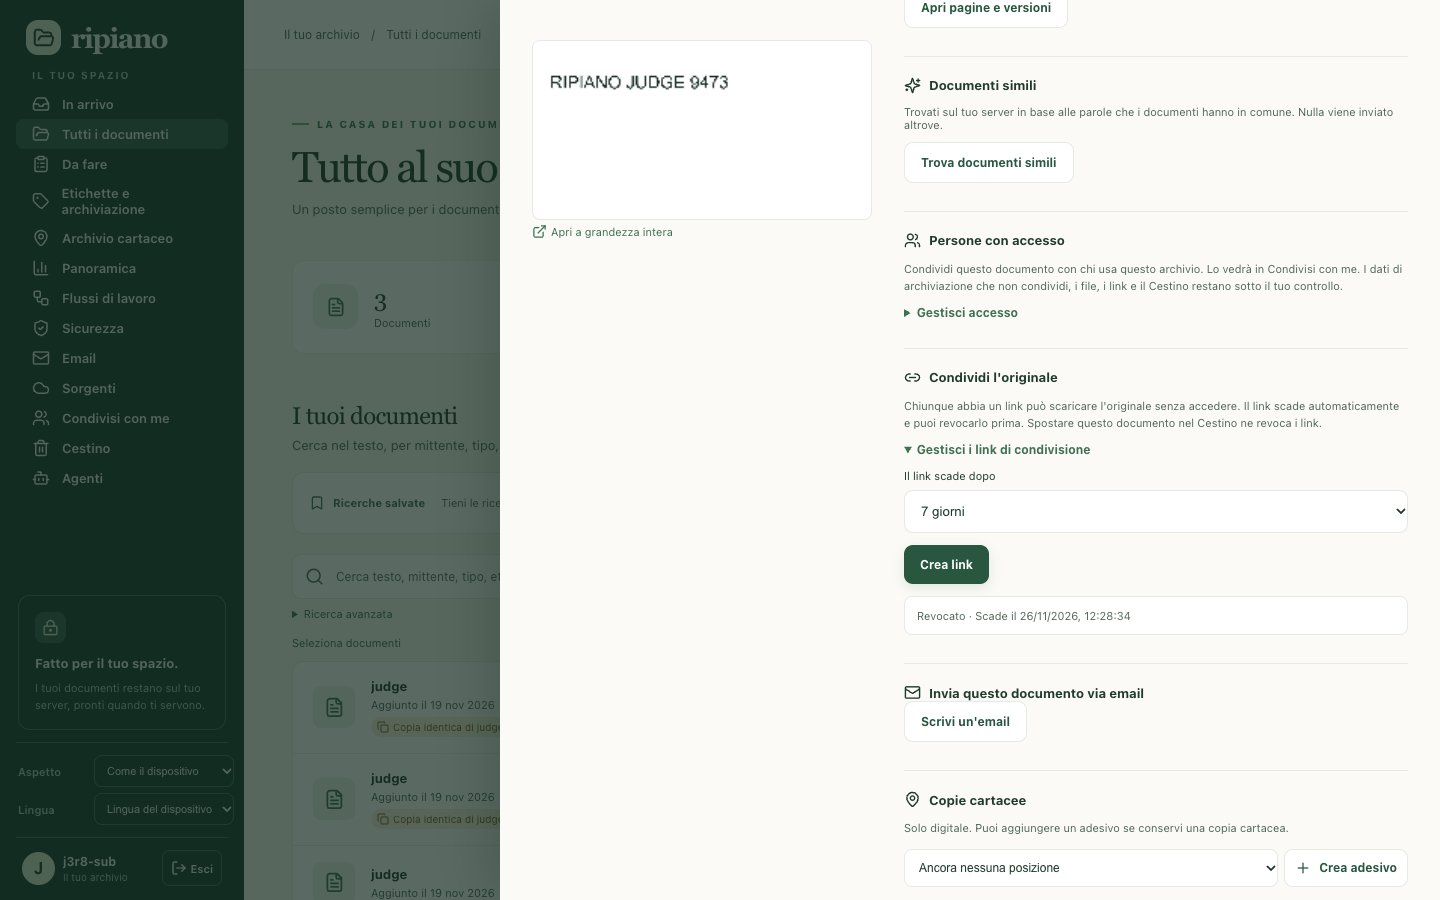 ripiano
IL TUO SPAZIO
In arrivo
Tutti i documenti
Da fare
Etichette e
archiviazione
Archivio cartaceo
Panoramica
Flussi di lavoro
Sicurezza
Email
Sorgenti
Condivisi con me
Cestino
Agenti
Fatto per il tuo spazio.
I tuoi documenti restano sul tuo
server, pronti quando ti servono.
Aspetto
Come il dispositivo
Lingua
Lingua del dispositivo
J
j3r8-sub
Il tuo archivio
Esci
Il tuo archivio / Tutti i documenti
LA CASA DEI TUOI DOCUM
Tutto al suo
Un posto semplice per i document
3
Documenti
I tuoi documenti
Cerca nel testo, per mittente, tipo,
Ricerche salvate
Tieni le rice
Cerca testo, mittente, tipo, et
Ricerca avanzata
Seleziona documenti
judge
Aggiunto il 19 nov 2026
Copia identica di judge
judge
Aggiunto il 19 nov 2026
Copia identica di judge
judge
Aggiunto il 19 nov 2026
RIPIANO JUDGE 9473
Apri a grandezza intera
Apri pagine e versioni
Documenti simili
Trovati sul tuo server in base alle parole che i documenti hanno in comune. Nulla viene inviato
altrove.
Trova documenti simili
Persone con accesso
Condividi questo documento con chi usa questo archivio. Lo vedrà in Condivisi con me. I dati di
archiviazione che non condividi, i file, i link e il Cestino restano sotto il tuo controllo.
Gestisci accesso
Condividi l'originale
Chiunque abbia un link può scaricare l'originale senza accedere. Il link scade automaticamente
e puoi revocarlo prima. Spostare questo documento nel Cestino ne revoca i link.
Gestisci i link di condivisione
Il link scade dopo
7 giorni
Crea link
Revocato · Scade il 26/11/2026, 12:28:34
Invia questo documento via email
Scrivi un'email
Copie cartacee
Solo digitale. Puoi aggiungere un adesivo se conservi una copia cartacea.
Ancora nessuna posizione
Crea adesivo